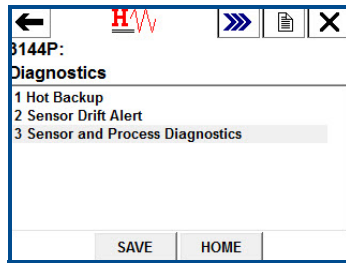 H
3144P:
Diagnostics
1 Hot Backup
2 Sensor Drift Alert
3 Sensor and Process Diagnostics
SAVE HOME